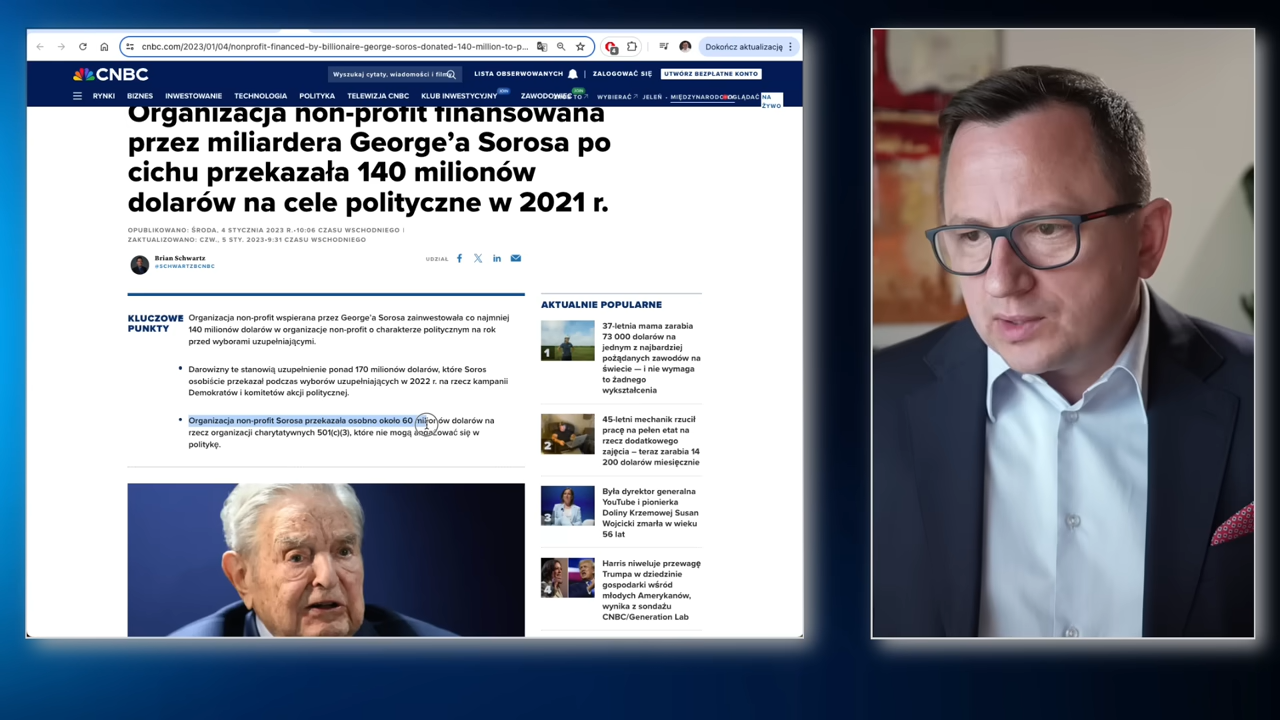 cnbc.com/2023/01/04/nonprofit-financed-by-billionaire-george-soros-donated-140-million-to-p...
Dokończ aktualizację
CNBC
Wyszukaj cytaty, wiadomości i filmy
LISTA OBSERWOWANYCH
ZALOGOWAĆ SIĘ
UTWÓRZ BEZPŁATNE KONTO
RYNKI
BIZNES
INWESTOWANIE
TECHNOLOGIA
POLITYKA
TELEWIZJA CNBC
KLUB INWESTYCYJNY
WYBIERAĆ
JELEŃ -
NA
ŻYWO
Organizacja non-profit finansowana
przez miliardera George'a Sorosa po
cichu przekazała 140 milionów
dolarów na cele polityczne w 2021 r.
OPUBLIKOWANO: ŚRODA, 4 STYCZNIA 2023 R.•10:06 CZASU WSCHODNIEGO |
ZAKTUALIZOWANO: CZW., 5 STY. 2023•9:31 CZASU WSCHODNIEGO
Brian Schwartz
@SCHWARTZBCNBC
UDZIAŁ
KLUCZOWE
PUNKTY
Organizacja non-profit wspierana przez George'a Sorosa zainwestowała co najmniej
140 milionów dolarów w organizacje non-profit o charakterze politycznym na rok
przed wyborami uzupełniającymi.
Darowizny te stanowią uzupełnienie ponad 170 milionów dolarów, które Soros
osobiście przekazał podczas wyborów uzupełniających w 2022 r. na rzecz kampanii
Demokratów i komitetów akcji politycznej.
Organizacja non-profit Sorosa przekazała osobno około 60 milionów dolarów na
rzecz organizacji charytatywnych 501(c)(3), które nie mogą angażować się w
politykę.
AKTUALNIE POPULARNE
1
37-letnia mama zarabia
73 000 dolarów na
jednym z najbardziej
pożądanych zawodów na
świecie — i nie wymaga
to żadnego
wykształcenia
2
45-letni mechanik rzucił
pracę na pełen etat na
rzecz dodatkowego
zajęcia – teraz zarabia 14
200 dolarów miesięcznie
3
Była dyrektor generalna
YouTube i pionierka
Doliny Krzemowej Susan
Wojcicki zmarła w wieku
56 lat
4
Harris niweluje przewagę
Trumpa w dziedzinie
gospodarki wśród
młodych Amerykanów,
wynika z sondażu
CNBC/Generation Lab